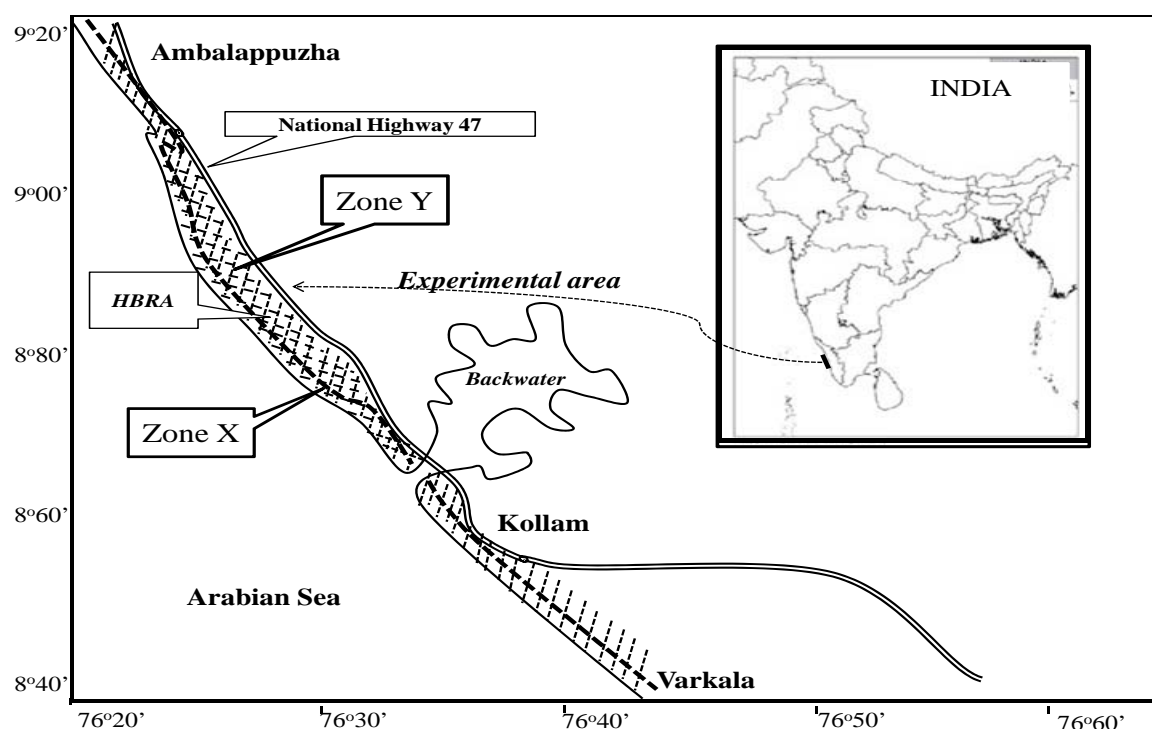 9°20’
Ambalappuzha
INDIA
National Highway 47
9°00’
Zone Y
Experimental area
HBRA
8°80’
Backwater
Zone X
8°60’
Kollam
Arabian Sea
8°40’
Varkala
76°20’
76°30’
76°40’
76°50’
76°60’